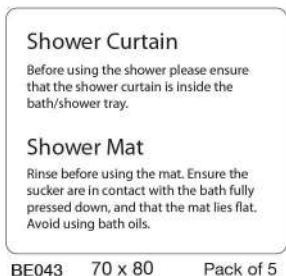 Shower Curtain
Before using the shower please ensure
that the shower curtain is inside the
bath/shower tray.
Shower Mat
Rinse before using the mat. Ensure the
sucker are in contact with the bath fully
pressed down, and that the mat lies flat.
Avoid using bath oils.
BE043 70 x 80 Pack of 5